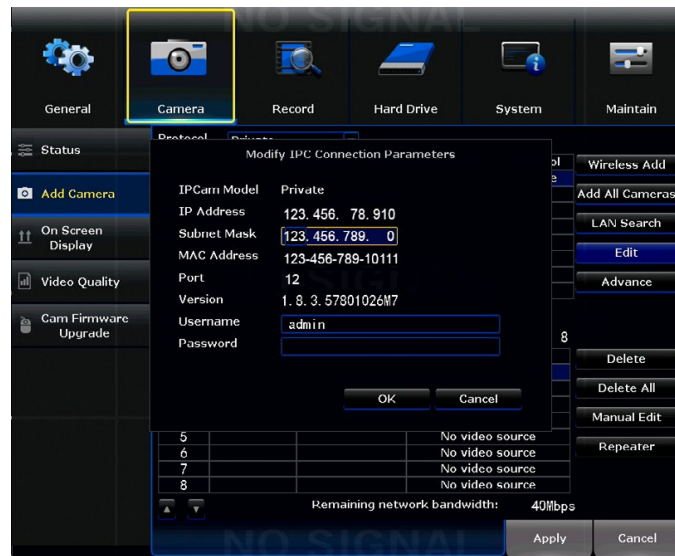 NO SIGNAL
General Camera Record Hard Drive System Maintain
Protocol Private
Status
Add Camera
On Screen
Display
Video Quality
Cam Firmware
Upgrade
Modify IPC Connection Parameters
IPCam Model Private
IP Address 123. 456. 78. 910
Subnet Mask 123. 456. 789. 0
MAC Address 123-456-789-10111
Port 12
Version 1. 8. 3. 57801026M7
Username admin
Password
OK Cancel
Wireless Add
Add All Cameras
LAN Search
Edit
Advance
8
Delete
Delete All
Manual Edit
Repeater
5 No video source
6 No video source
7 No video source
8 No video source
Remaining network bandwidth: 40Mbps
Apply Cancel
NO SIGNAL